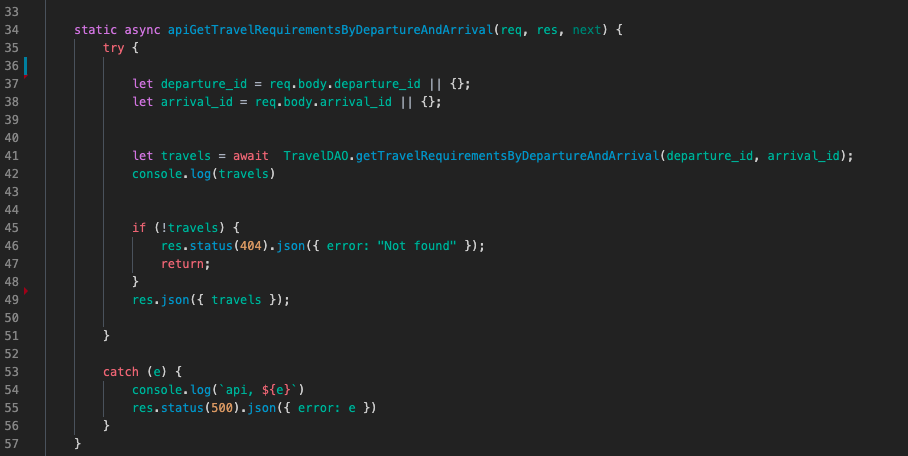 33
34 static async apiGetTravelRequirementsByDepartureAndArrival(req, res, next) {
35 try {
36
37 let departure_id = req.body.departure_id || {};
38 let arrival_id = req.body.arrival_id || {};
39
40
41 let travels = await  TravelDAO.getTravelRequirementsByDepartureAndArrival(departure_id, arrival_id);
42 console.log(travels)
43
44
45 if (!travels) {
46 res.status(404).json({ error: "Not found" });
47 return;
48 }
49 res.json({ travels });
50
51 }
52
53 catch (e) {
54 console.log(`api, ${e}`)
55 res.status(500).json({ error: e })
56 }
57 }